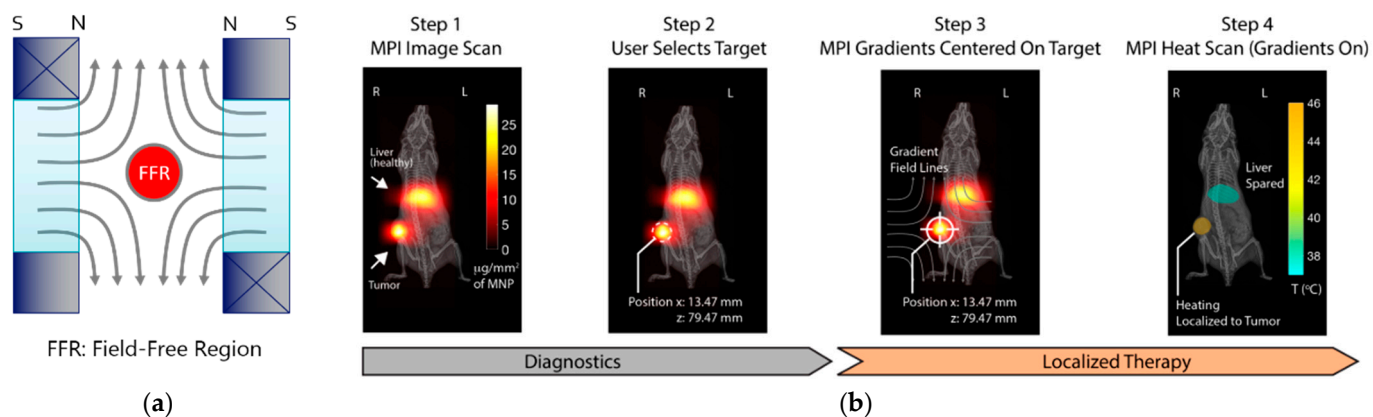 S N N S
FFR
FFR: Field-Free Region
(a)
Step 1
MPI Image Scan
R L
Liver
(healthy)
Tumor
25
20
15
10
5
0
µg/mm²
of MNP
Step 2
User Selects Target
R L
Position x: 13.47 mm
z: 79.47 mm
Step 3
MPI Gradients Centered On Target
R L
Gradient
Field Lines
Position x: 13.47 mm
z: 79.47 mm
Step 4
MPI Heat Scan (Gradients On)
R L
Liver
Spared
46
44
42
40
38
T (°C)
Heating
Localized to Tumor
Diagnostics
Localized Therapy
(b)